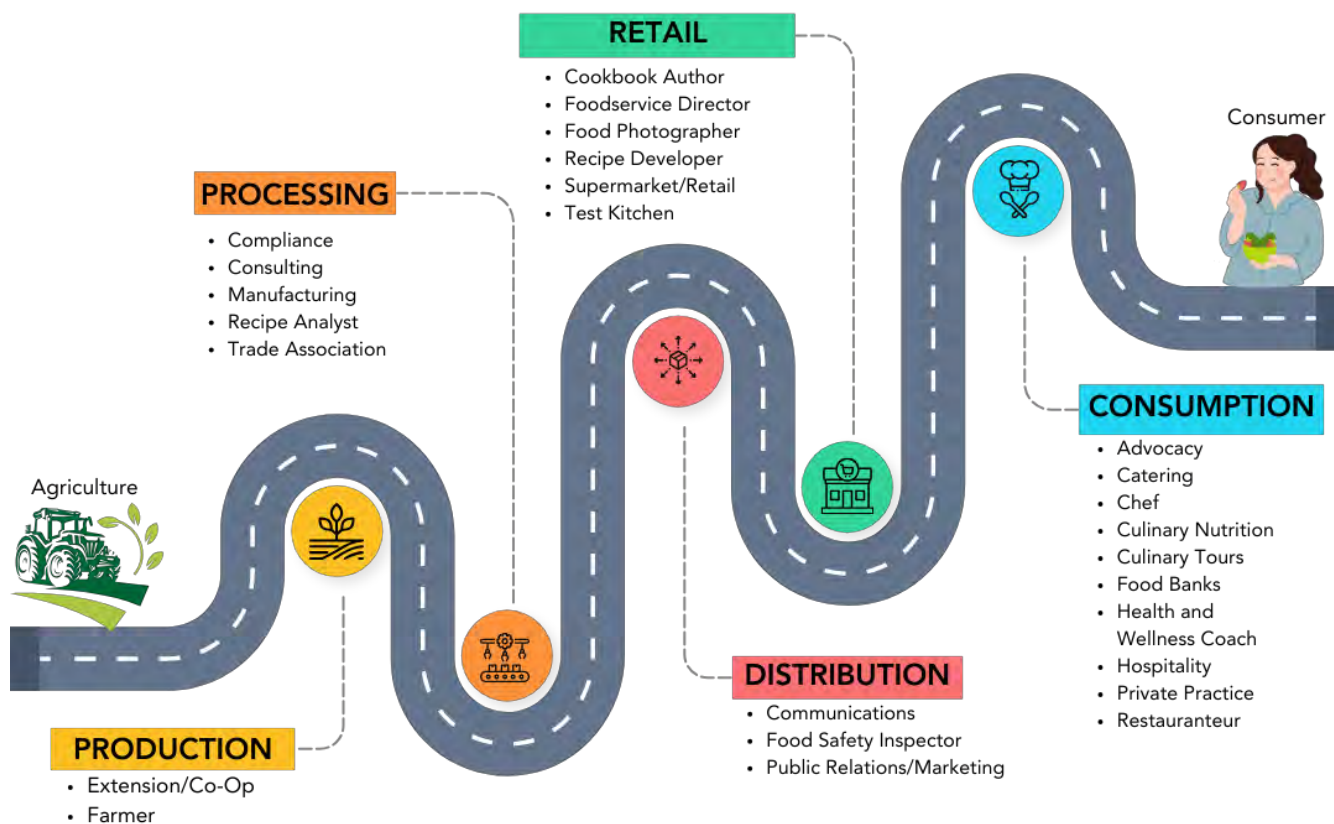 Agriculture
PRODUCTION
• Extension/Co-Op
• Farmer
PROCESSING
• Compliance
• Consulting
• Manufacturing
• Recipe Analyst
• Trade Association
DISTRIBUTION
• Communications
• Food Safety Inspector
• Public Relations/Marketing
RETAIL
• Cookbook Author
• Foodservice Director
• Food Photographer
• Recipe Developer
• Supermarket/Retail
• Test Kitchen
CONSUMPTION
• Advocacy
• Catering
• Chef
• Culinary Nutrition
• Culinary Tours
• Food Banks
• Health and
Wellness Coach
• Hospitality
• Private Practice
• Restauranteur
Consumer